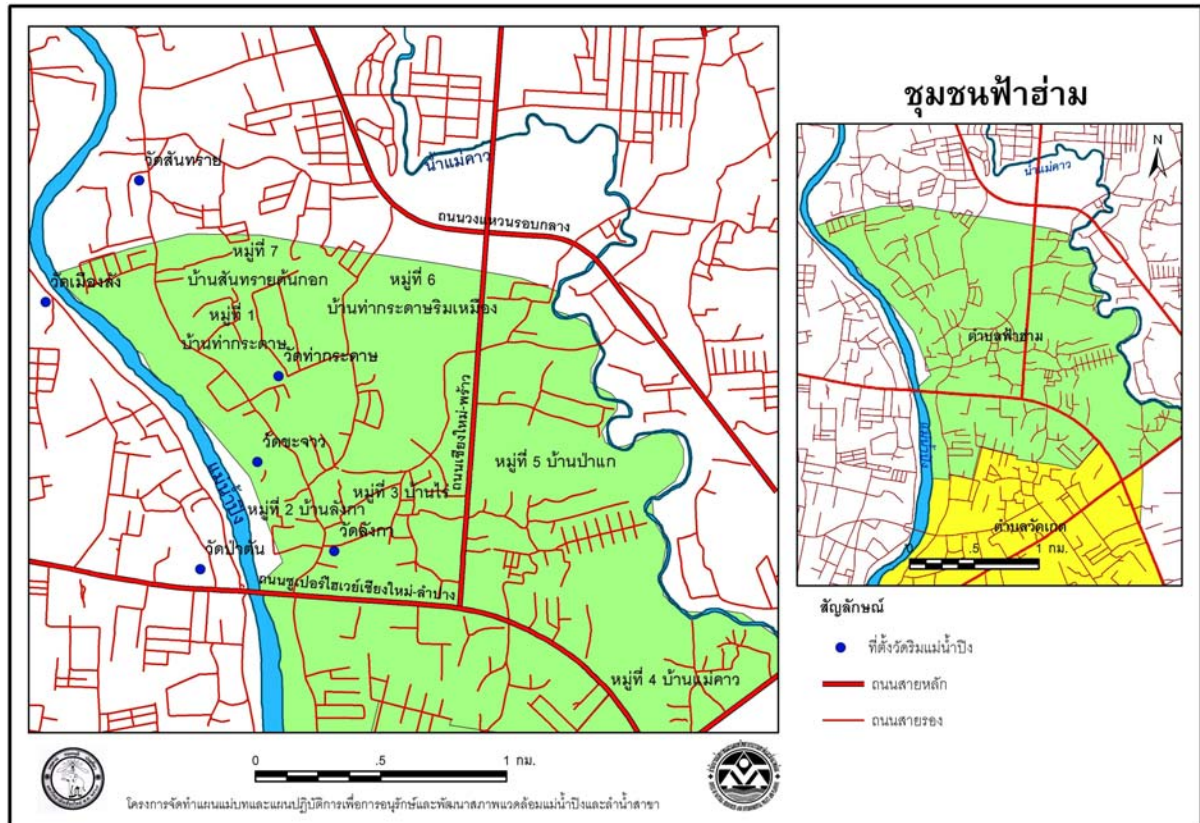 ชุมชนฟ้าฮ่าม
วัดสันทราย
น้ำแม่คาว
ถนนวงแหวนรอบกลาง
หมู่ที่ 7
บ้านสันทรายต้นกอก
หมู่ที่ 6
บ้านท่ากระดาษริมเหมือง
วัดเมืองลัง
หมู่ที่ 1
บ้านท่ากระดาษ
วัดท่ากระดาษ
ถนนเชียงใหม่-พร้าว
วัดขะจาว
หมู่ที่ 5 บ้านป่าแก
แม่น้ำปิง
หมู่ที่ 3 บ้านไร่
หมู่ที่ 2 บ้านลังกา
วัดลังกา
วัดป่าตัน
ถนนซูเปอร์ไฮเวย์เชียงใหม่-ลำปาง
หมู่ที่ 4 บ้านแม่คาว
0 .5 1 กม.
โครงการจัดทำแผนแม่บทและแผนปฏิบัติการเพื่อการอนุรักษ์และพัฒนาสภาพแวดล้อมแม่น้ำปิงและลำน้ำสาขา
N
น้ำแม่คาว
ตำบลฟ้าฮ่าม
ตำบลวัดเกต
0 .5 1 กม.
สัญลักษณ์
ที่ตั้งวัดริมแม่น้ำปิง
ถนนสายหลัก
ถนนสายรอง